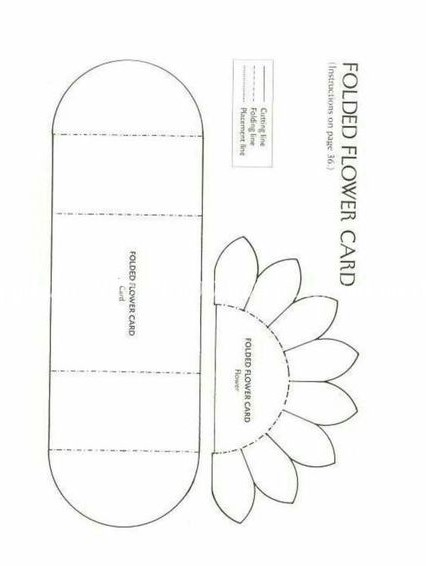 FOLDED FLOWER CARD
(Instructions on page 36.)
Cutting line
Folding line
Placement line
FOLDED FLOWER CARD
Flower
FOLDED FLOWER CARD
Card